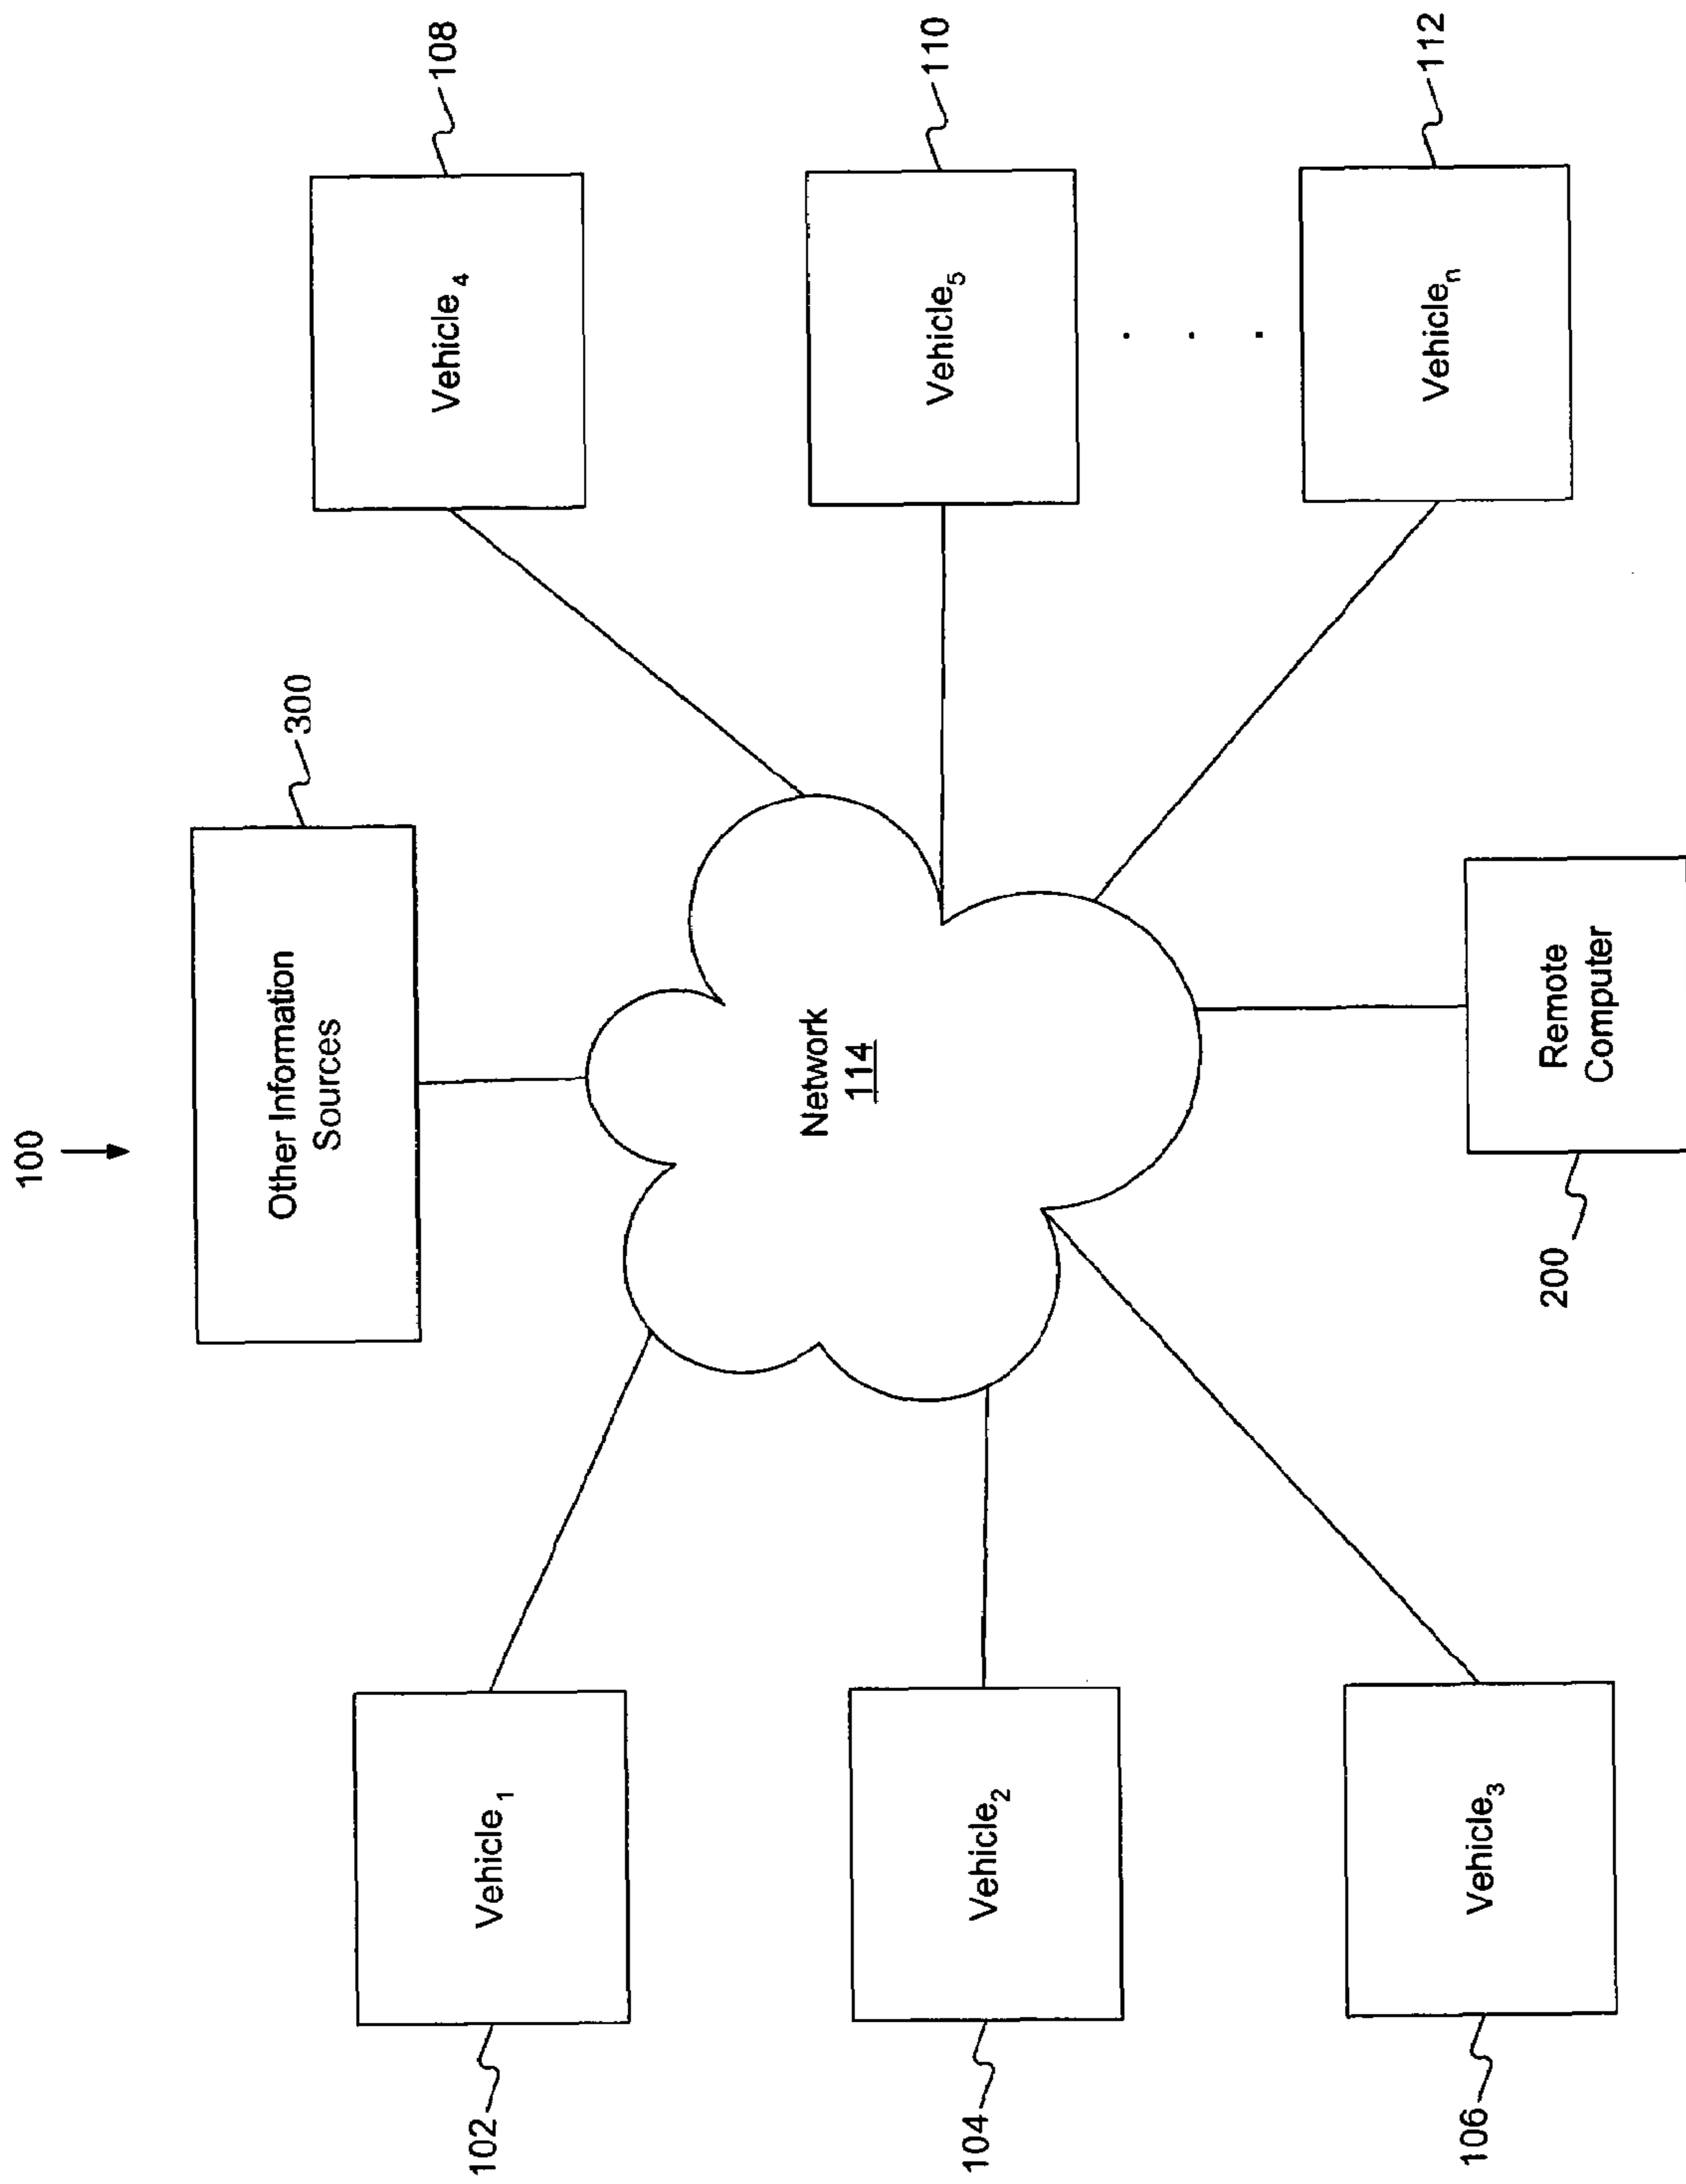 100
Other Information
Sources
300
Vehicle1
102
Vehicle4
108
Network
114
Vehicle2
104
Vehicle5
110
. . .
Vehicle3
106
Vehiclen
112
Remote
Computer
200